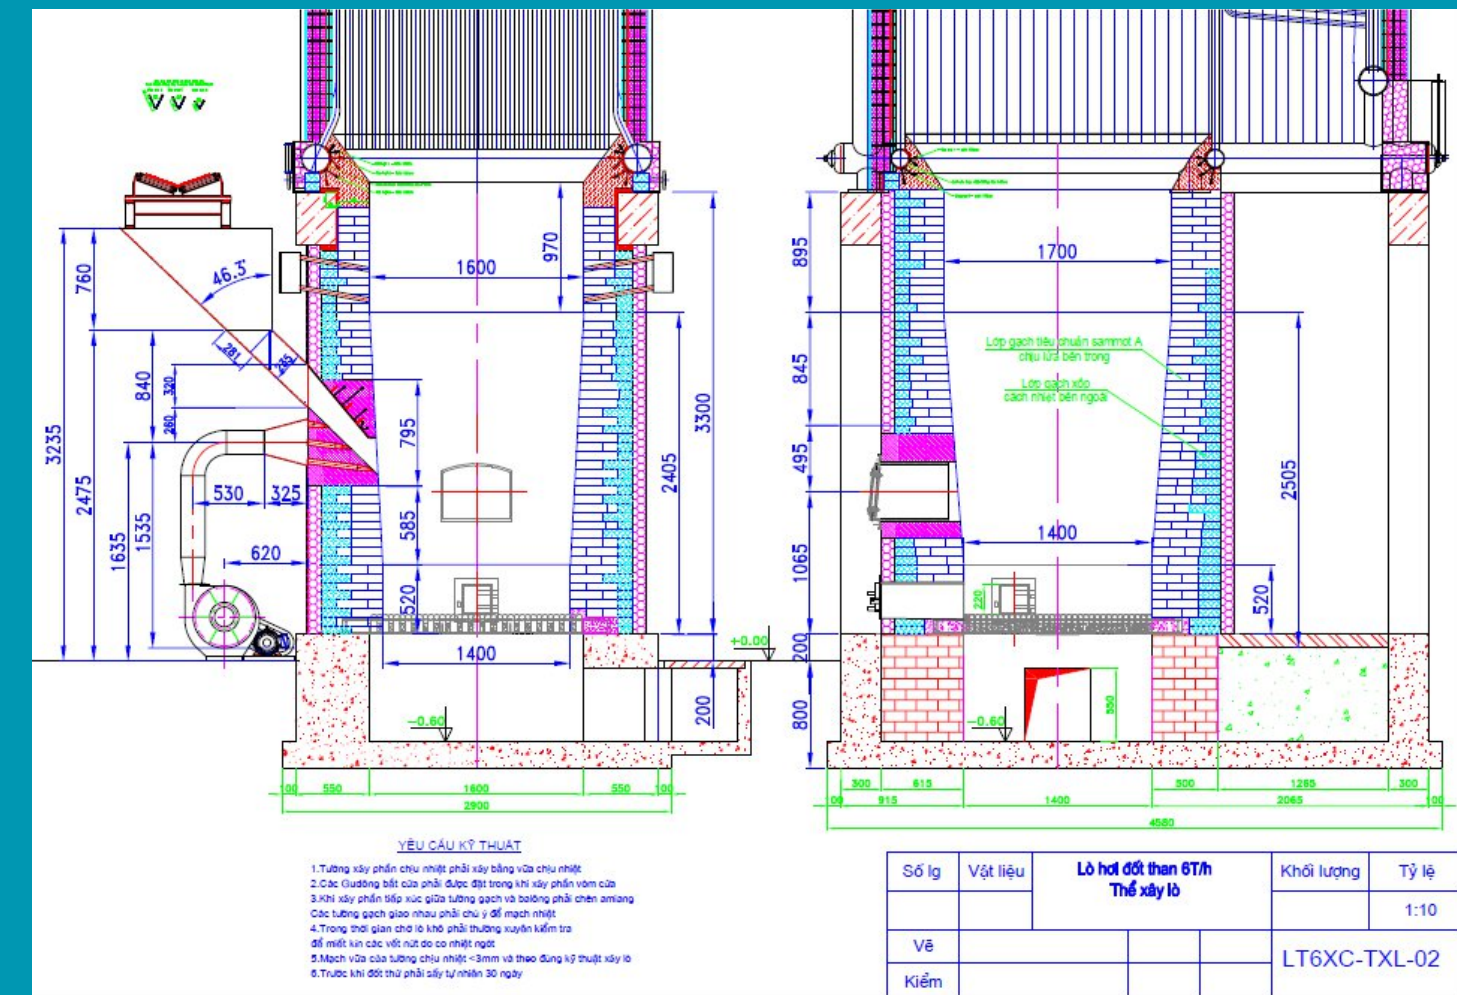 46.3'
760
840
281
235
320
260
3235
2475
1635
1535
530
325
620
1600
970
795
585
520
3300
2405
1400
+0.00
-0.60
200
100
550
1600
550
100
2900
895
1700
845
495
1065
200
800
Lớp gạch tiêu chuẩn sammot A
chịu lửa bên trong
Lớp gạch xốp
cách nhiệt bên ngoài
2505
1400
220
520
-0.60
550
300
615
500
1265
300
915
1400
2065
100
4580
YÊU CẦU KỸ THUẬT
1.Tường xây phần chịu nhiệt phải xây bằng vữa chịu nhiệt
2.Các Gudông bắt cửa phải được đặt trong khi xây phần vòm cửa
3.Khi xây phần tiếp xúc giữa tường gạch và balông phải chèn amiang
Các tường gạch giao nhau phải chú ý để mạch nhiệt
4.Trong thời gian chờ lò khô phải thường xuyên kiểm tra
để miết kín các vết nứt do co nhiệt ngót
5.Mạch vữa của tường chịu nhiệt <3mm và theo đúng kỹ thuật xây lò
6.Trước khi đốt thử phải sấy tự nhiên 30 ngày
Số lg
Vật liệu
Lò hơi đốt than 6T/h
Thể xây lò
Khối lượng
Tỷ lệ
1:10
Vẽ
Kiểm
LT6XC-TXL-02